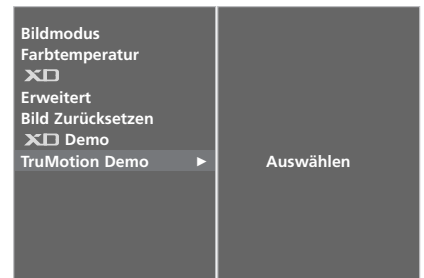 Bildmodus
Farbtemperatur
XD
Erweitert
Bild Zurücksetzen
XD Demo
TruMotion Demo ► Auswählen